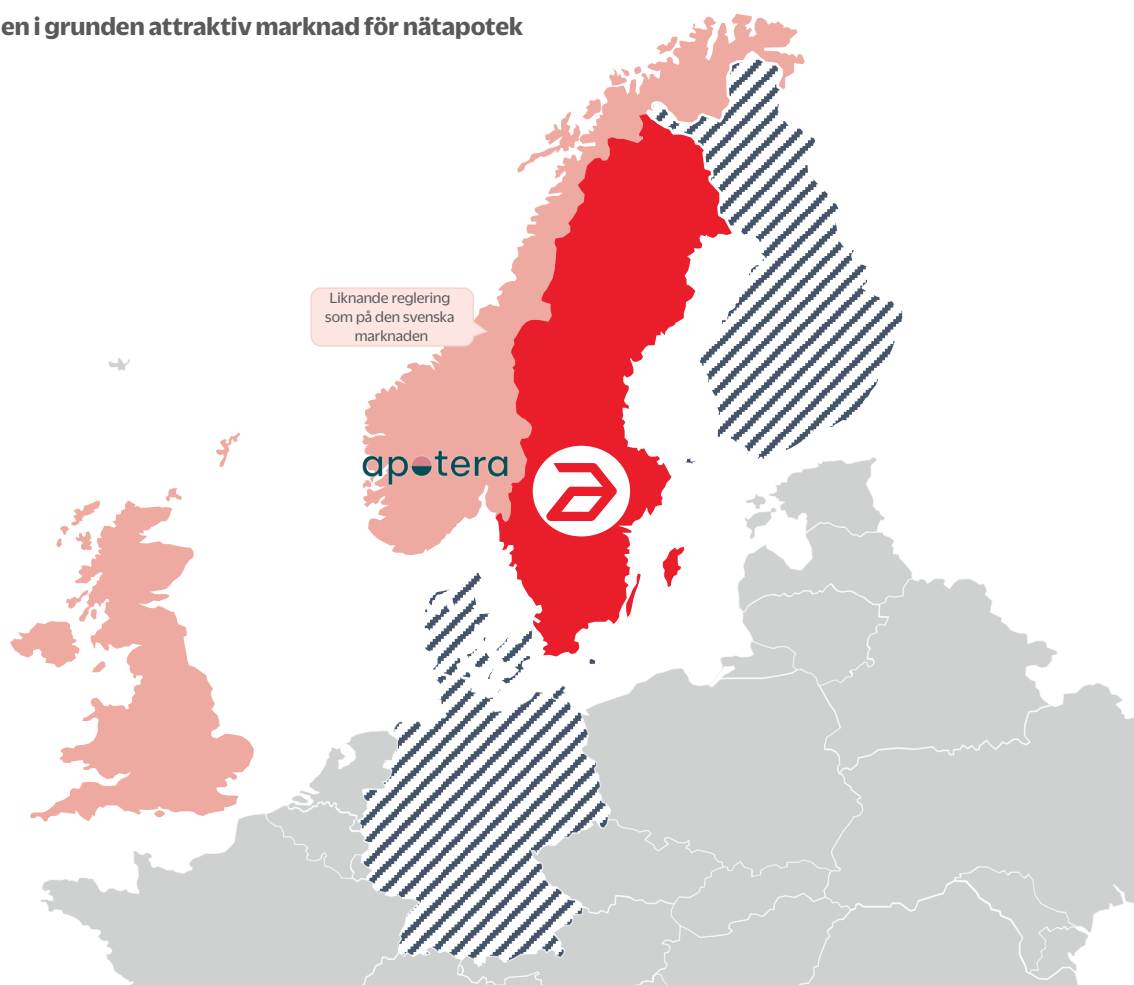 en i grunden attraktiv marknad för nätapotek
Liknande reglering
som på den svenska
marknaden
apotera